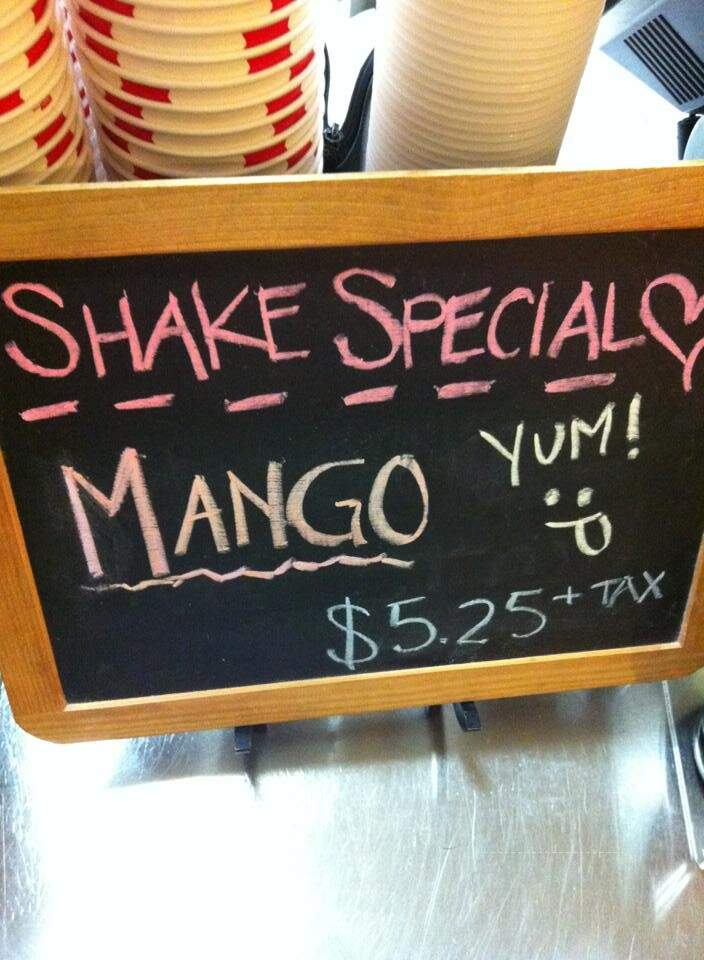 SHAKE SPECIAL
MANGO
YUM!
$5.25 + TAX